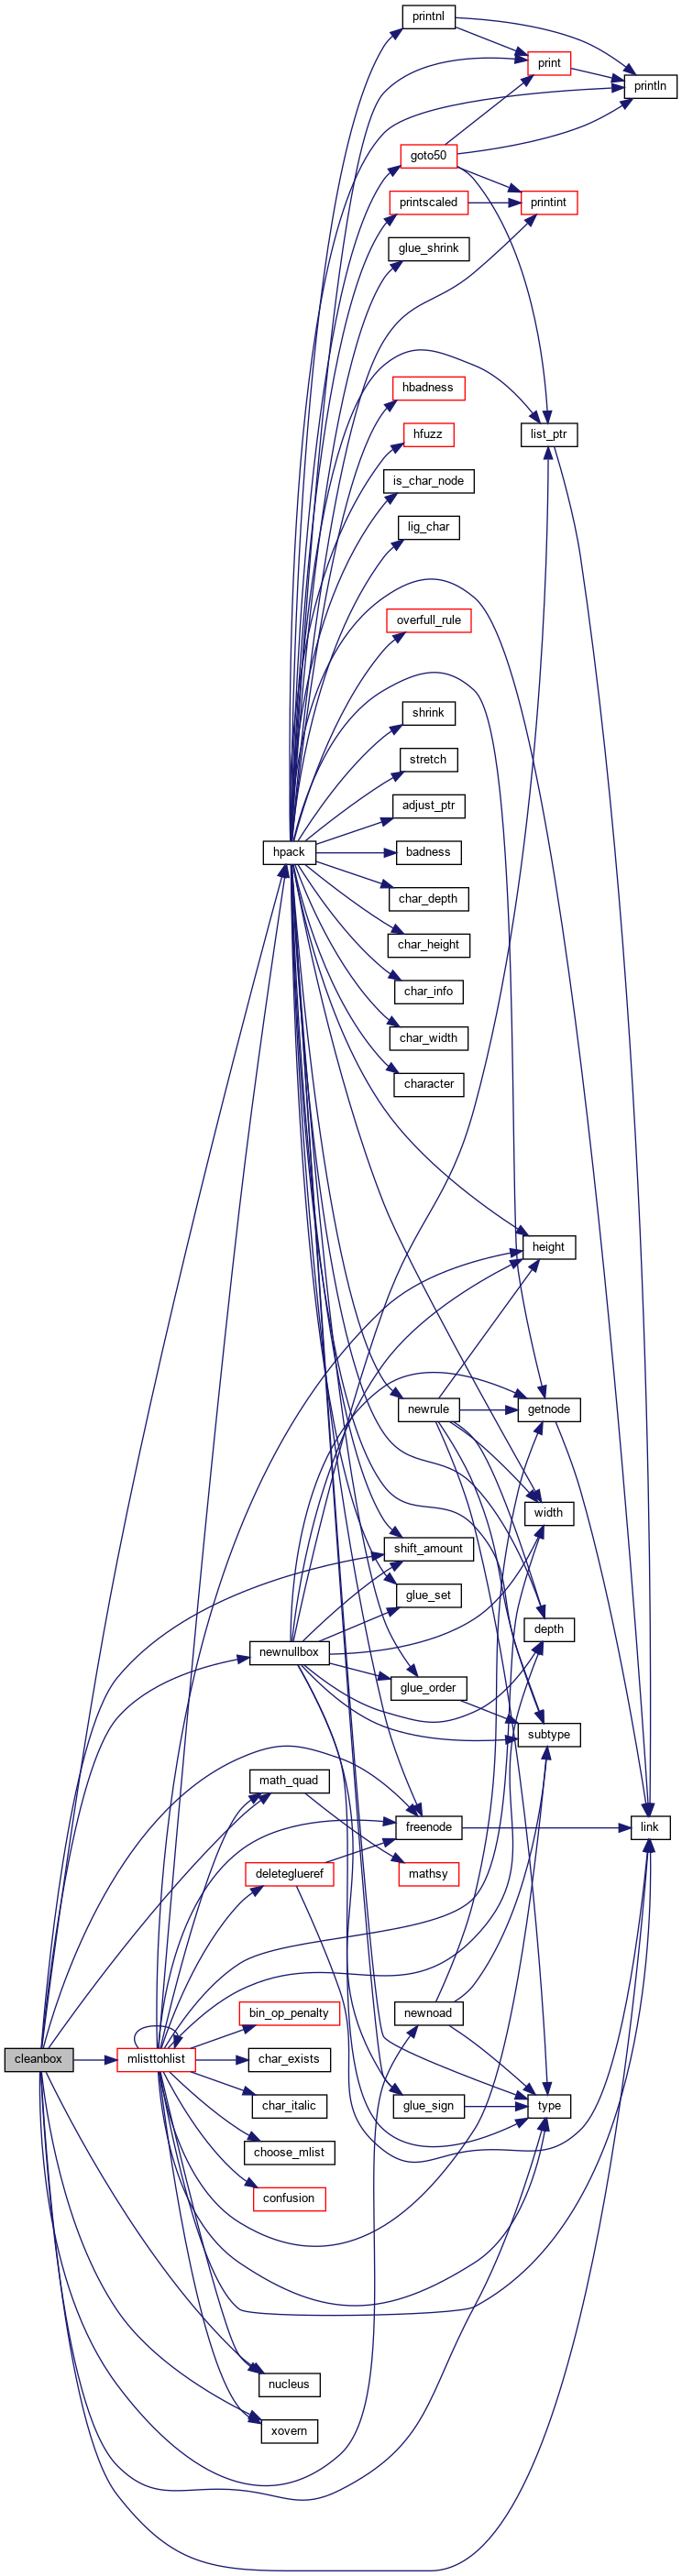 printnl
print
println
goto50
printscaled
printint
glue_shrink
hbadness
hfuzz
list_ptr
is_char_node
lig_char
overfull_rule
shrink
stretch
adjust_ptr
hpack
badness
char_depth
char_height
char_info
char_width
character
height
newrule
getnode
width
shift_amount
glue_set
depth
newnullbox
glue_order
subtype
math_quad
freenode
link
deleteglueref
mathsy
bin_op_penalty
newnoad
cleanbox
mlisttohlist
char_exists
char_italic
glue_sign
type
choose_mlist
confusion
nucleus
xovern